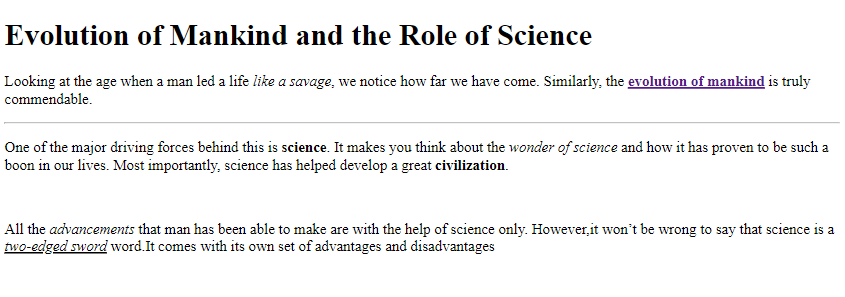 Evolution of Mankind and the Role of Science
Looking at the age when a man led a life like a savage, we notice how far we have come. Similarly, the evolution of mankind is truly
commendable.
One of the major driving forces behind this is science. It makes you think about the wonder of science and how it has proven to be such a
boon in our lives. Most importantly, science has helped develop a great civilization.
All the advancements that man has been able to make are with the help of science only. However,it won’t be wrong to say that science is a
two-edged sword word.It comes with its own set of advantages and disadvantages